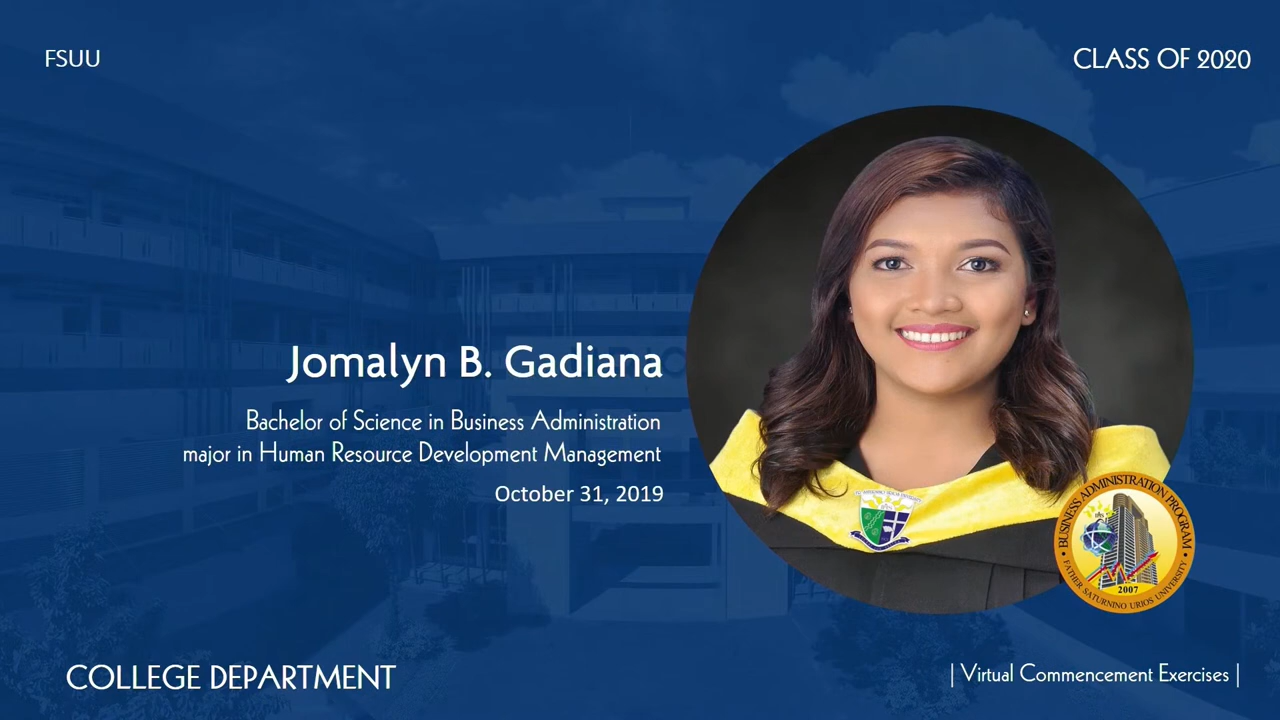 FSUU
CLASS OF 2020
Jomalyn B. Gadiana
Bachelor of Science in Business Administration
major in Human Resource Development Management
October 31, 2019
BUSINESS ADMINISTRATION PROGRAM
2007
FATHER SATURNINO URIOS UNIVERSITY
COLLEGE DEPARTMENT
| Virtual Commencement Exercises |